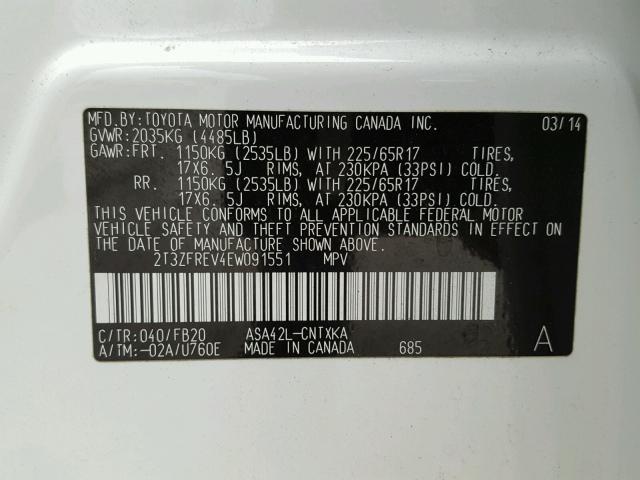 MFD.BY:TOYOTA MOTOR MANUFACTURING CANADA INC. 03/14
GVWR:2035KG (4485LB)
GAWR:FRT. 1150KG (2535LB) WITH 225/65R17 TIRES,
17X6. 5J RIMS, AT 230KPA (33PSI) COLD.
RR. 1150KG (2535LB) WITH 225/65R17 TIRES,
17X6. 5J RIMS, AT 230KPA (33PSI) COLD.
THIS VEHICLE CONFORMS TO ALL APPLICABLE FEDERAL MOTOR
VEHICLE SAFETY AND THEFT PREVENTION STANDARDS IN EFFECT
ON THE DATE OF MANUFACTURE SHOWN ABOVE.
2T3ZFREV4EW091551 MPV
C/TR:040/FB20 ASA42L-CNTXKA
A/TM:-02A/U760E MADE IN CANADA 685 A